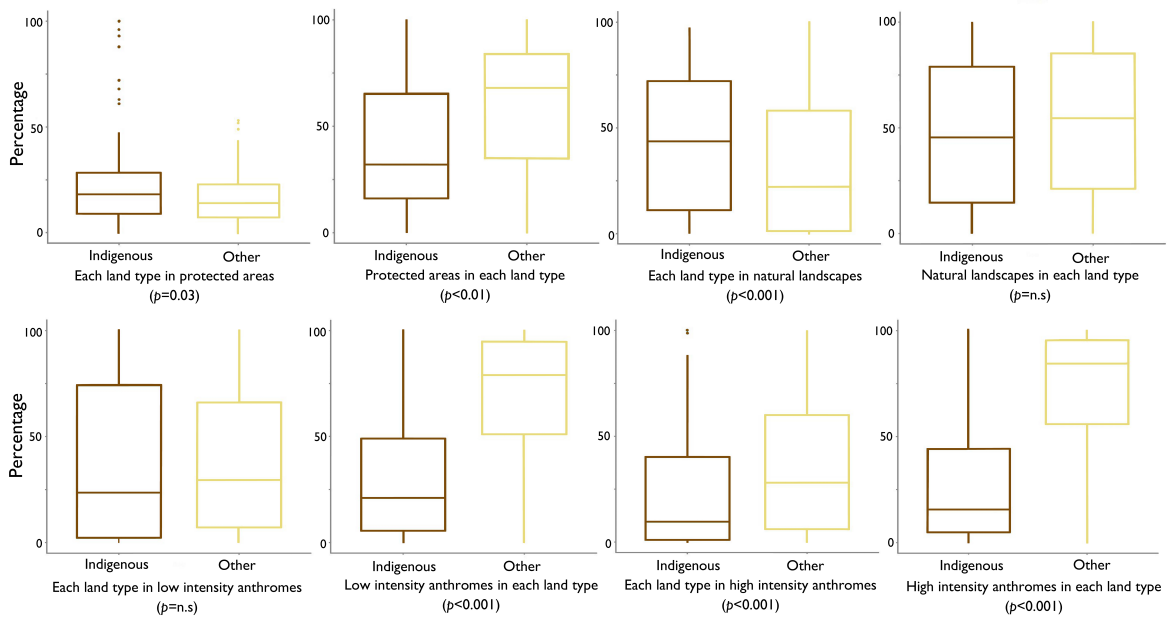 Percentage
100
50
0
Indigenous Other
Each land type in protected areas
(p=0.03)
100
50
0
Indigenous Other
Protected areas in each land type
(p<0.01)
100
50
0
Indigenous Other
Each land type in natural landscapes
(p<0.001)
100
50
0
Indigenous Other
Natural landscapes in each land type
(p=n.s)
Percentage
100
50
0
Indigenous Other
Each land type in low intensity anthromes
(p=n.s)
100
50
0
Indigenous Other
Low intensity anthromes in each land type
(p<0.001)
100
50
0
Indigenous Other
Each land type in high intensity anthromes
(p<0.001)
100
50
0
Indigenous Other
High intensity anthromes in each land type
(p<0.001)